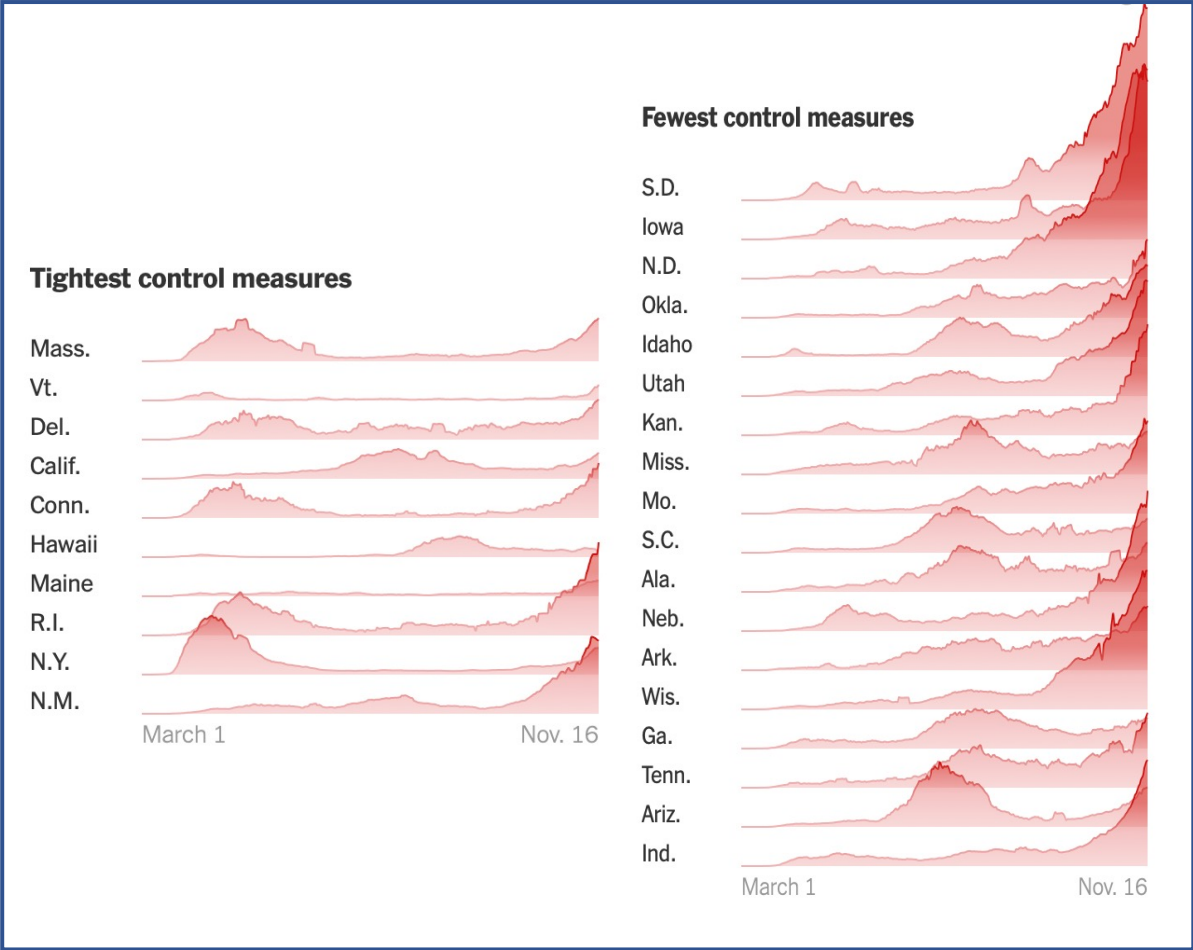 Tightest control measures
Mass.
Vt.
Del.
Calif.
Conn.
Hawaii
Maine
R.I.
N.Y.
N.M.
March 1
Nov. 16
Fewest control measures
S.D.
Iowa
N.D.
Okla.
Idaho
Utah
Kan.
Miss.
Mo.
S.C.
Ala.
Neb.
Ark.
Wis.
Ga.
Tenn.
Ariz.
Ind.
March 1
Nov. 16